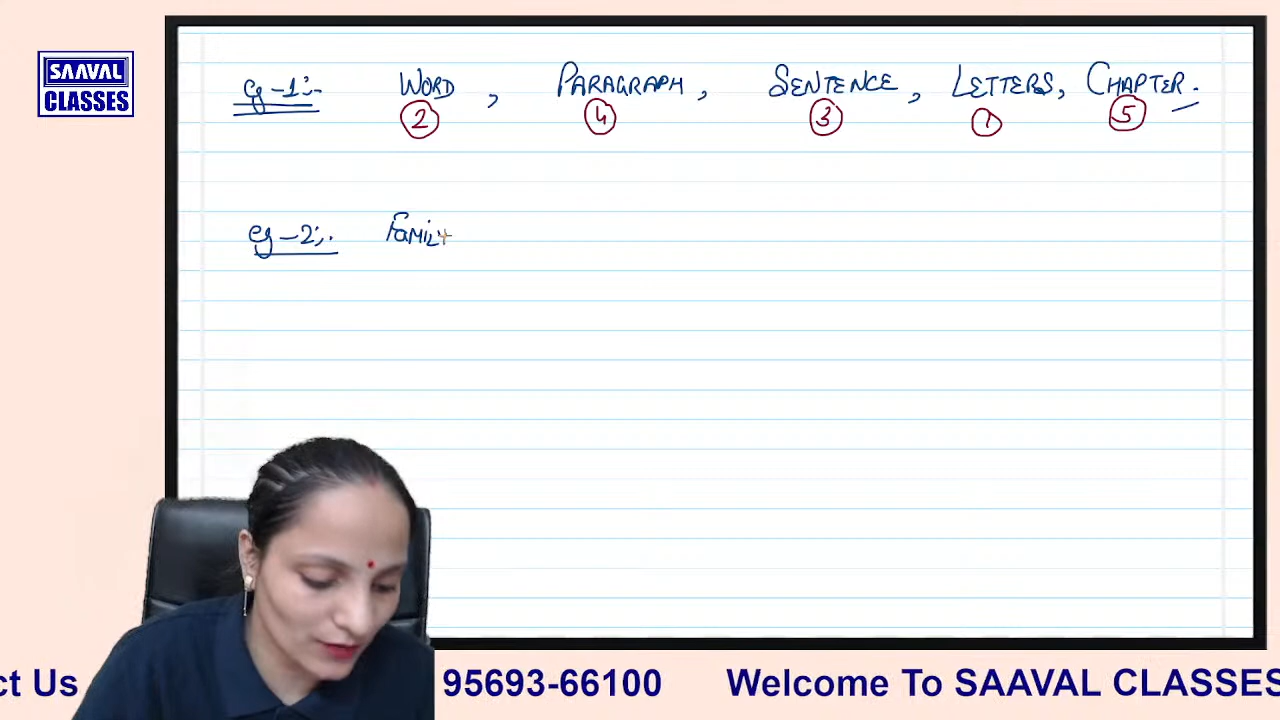 SAAVAL
CLASSES
eg-1:- WORD, PARAGRAPH, SENTENCE, LETTERS, CHAPTER.
2 4 3 1 5
eg-2:. Family
ct Us 95693-66100 Welcome To SAAVAL CLASSES